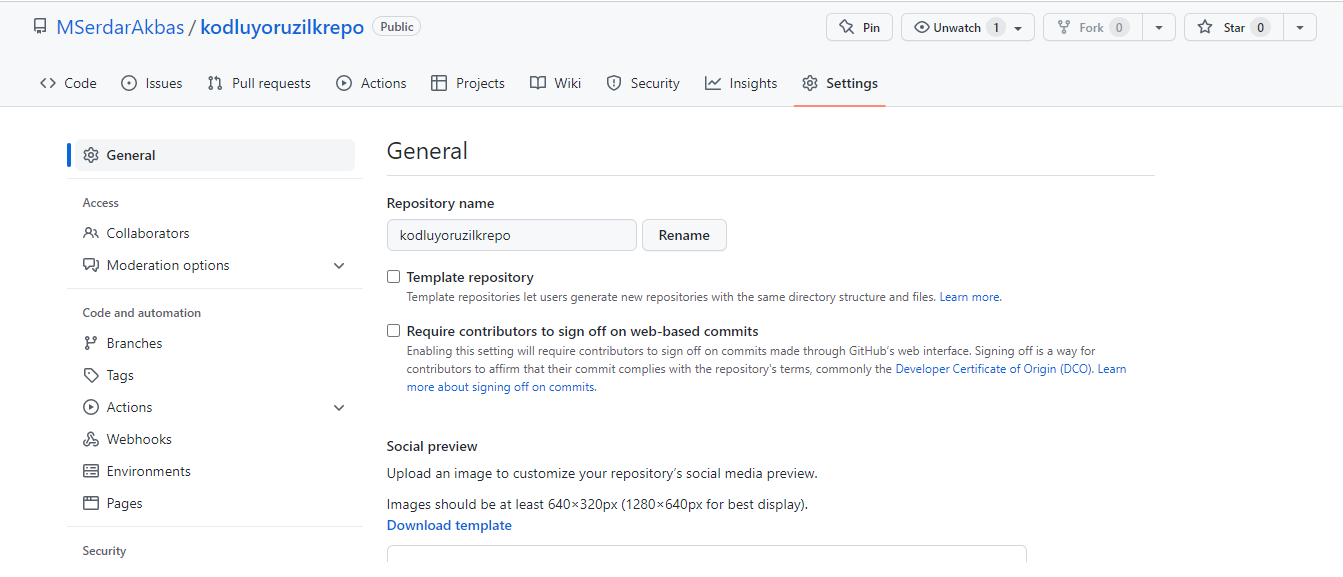 MSerdarAkbas / kodluyoruzilkrepo Public
Pin
Unwatch 1
Fork 0
Star 0
Code
Issues
Pull requests
Actions
Projects
Wiki
Security
Insights
Settings
General
Access
Collaborators
Moderation options
Code and automation
Branches
Tags
Actions
Webhooks
Environments
Pages
Security
General
Repository name
kodluyoruzilkrepo
Rename
Template repository
Template repositories let users generate new repositories with the same directory structure and files. Learn more.
Require contributors to sign off on web-based commits
Enabling this setting will require contributors to sign off on commits made through GitHub's web interface. Signing off is a way for
contributors to affirm that their commit complies with the repository's terms, commonly the Developer Certificate of Origin (DCO). Learn
more about signing off on commits.
Social preview
Upload an image to customize your repository's social media preview.
Images should be at least 640×320px (1280×640px for best display).
Download template